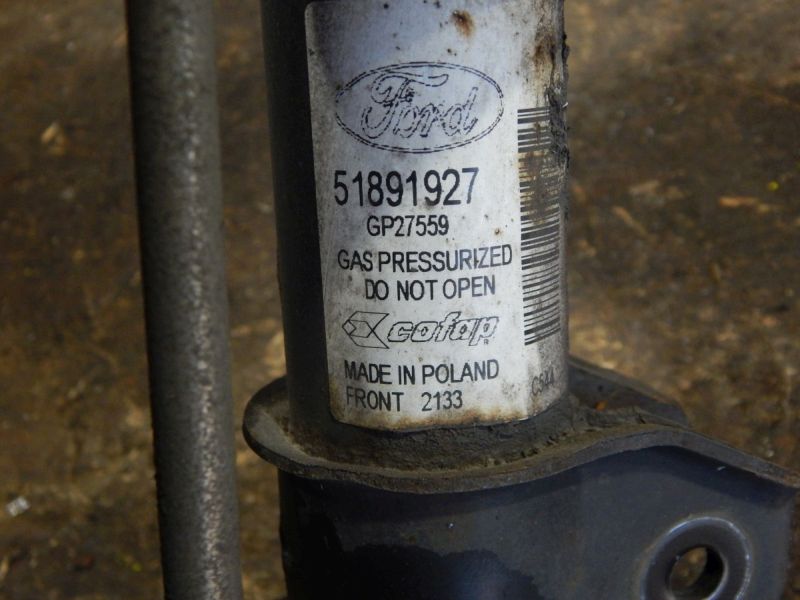 Ford
51891927
GP27559
GAS PRESSURIZED
DO NOT OPEN
cofap
MADE IN POLAND
FRONT 2133